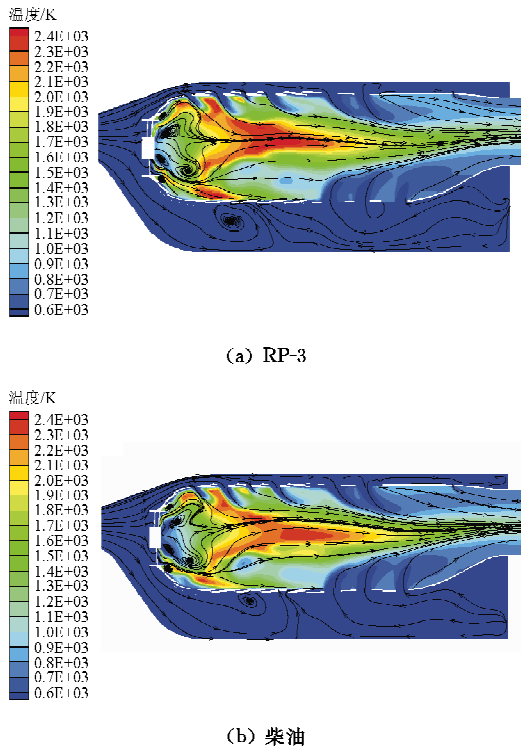 温度/K
2.4E+03
2.3E+03
2.2E+03
2.1E+03
2.0E+03
1.9E+03
1.8E+03
1.7E+03
1.6E+03
1.5E+03
1.4E+03
1.3E+03
1.2E+03
1.1E+03
1.0E+03
0.9E+03
0.8E+03
0.7E+03
0.6E+03
(a) RP-3
温度/K
2.4E+03
2.3E+03
2.2E+03
2.1E+03
2.0E+03
1.9E+03
1.8E+03
1.7E+03
1.6E+03
1.5E+03
1.4E+03
1.3E+03
1.2E+03
1.1E+03
1.0E+03
0.9E+03
0.8E+03
0.7E+03
0.6E+03
(b) 柴油